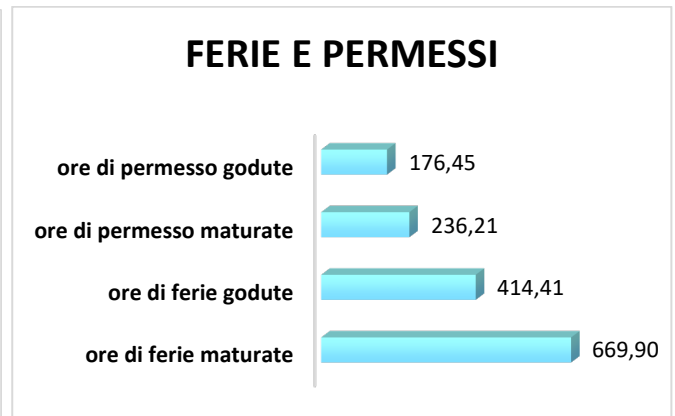 FERIE E PERMESSI
ore di permesso godute 176,45
ore di permesso maturate 236,21
ore di ferie godute 414,41
ore di ferie maturate 669,90